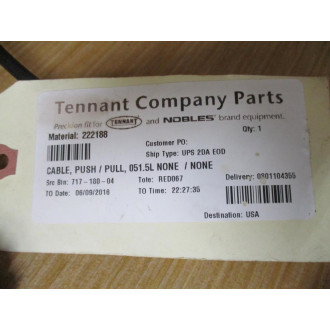 Tennant Company Parts
Precision fit for TENNANT and NOBLES brand equipment.
Material: 222188
Qty: 1
Customer PO:
Ship Type: UPS 2DA EOD
CABLE, PUSH / PULL, 051.5L NONE / NONE
Src Bin: 717-100-04
Tote: RED067
Delivery: 0801104355
TO Date: 06/09/2016
TO Time: 22:27:35
Destination: USA